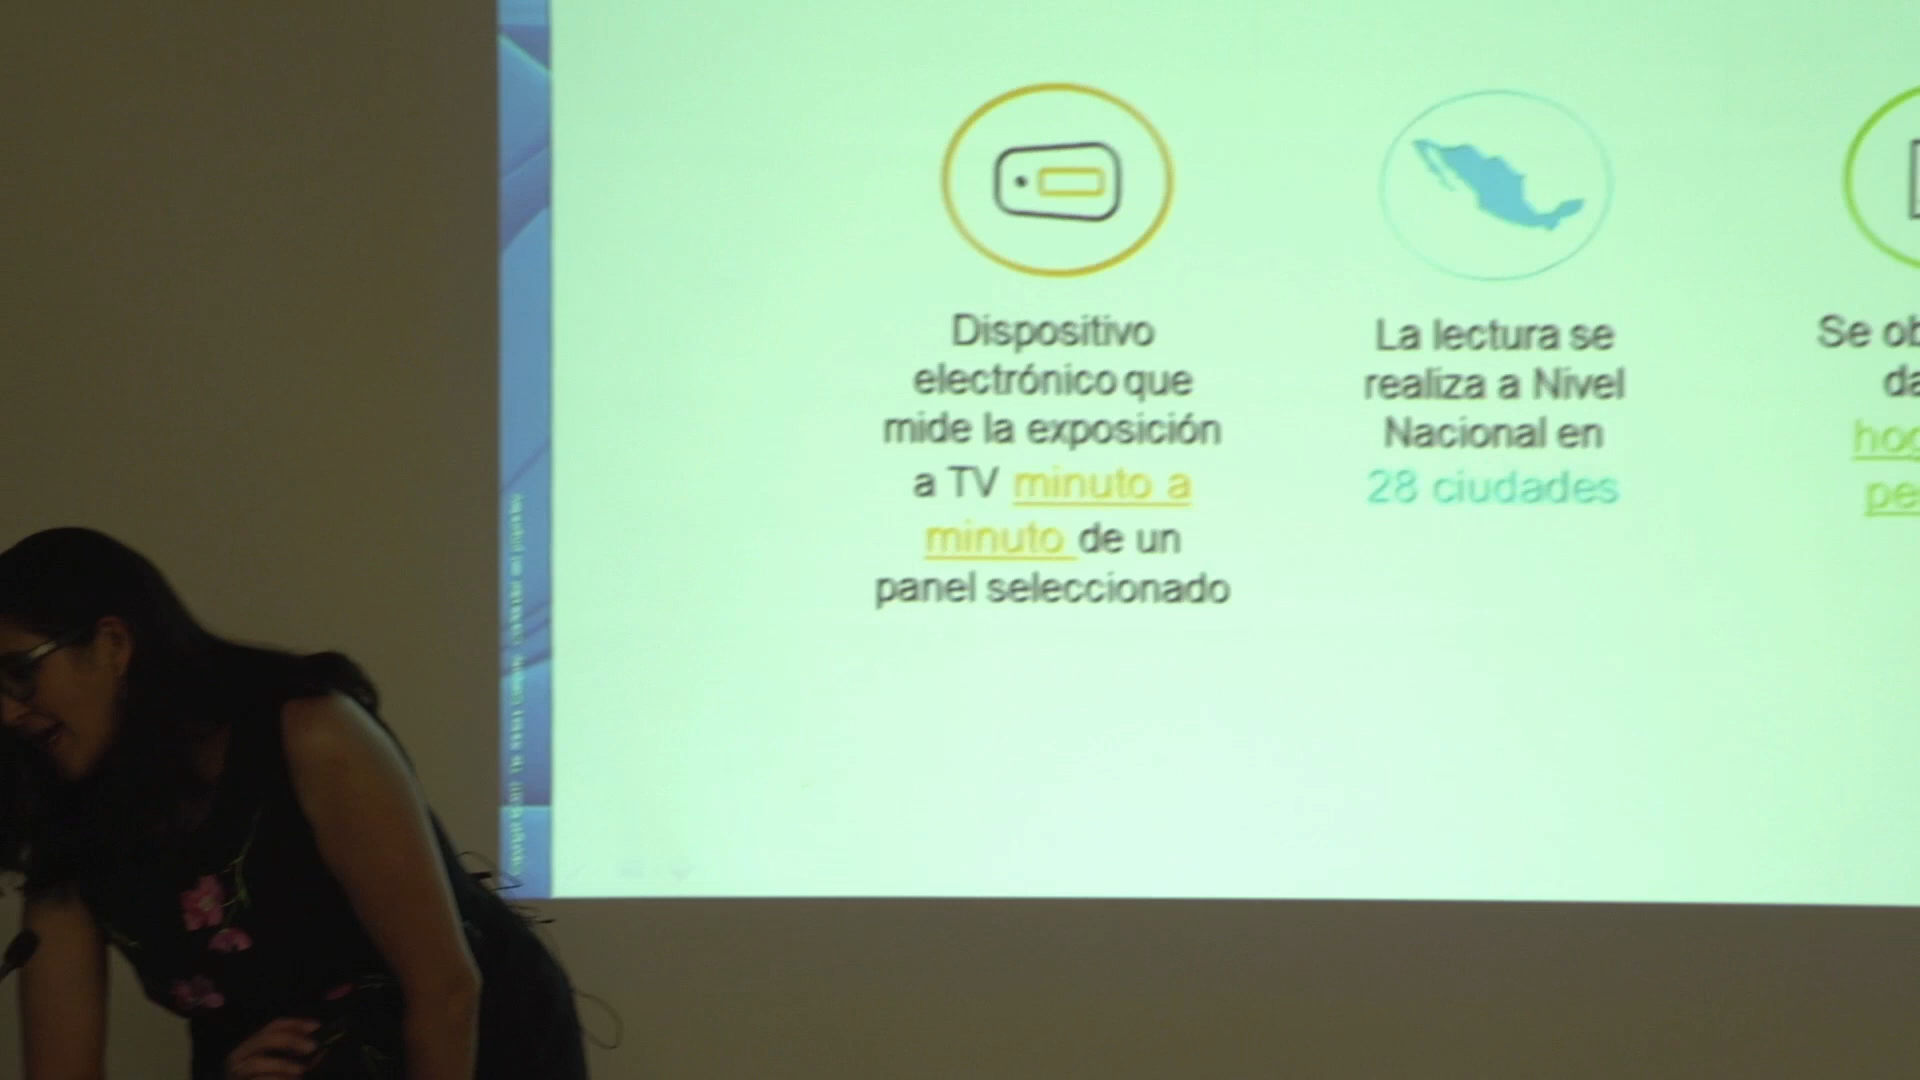 Dispositivo
electrónico que
mide la exposición
a TV minuto a
minuto de un
panel seleccionado
La lectura se
realiza a Nivel
Nacional en
28 ciudades
Se